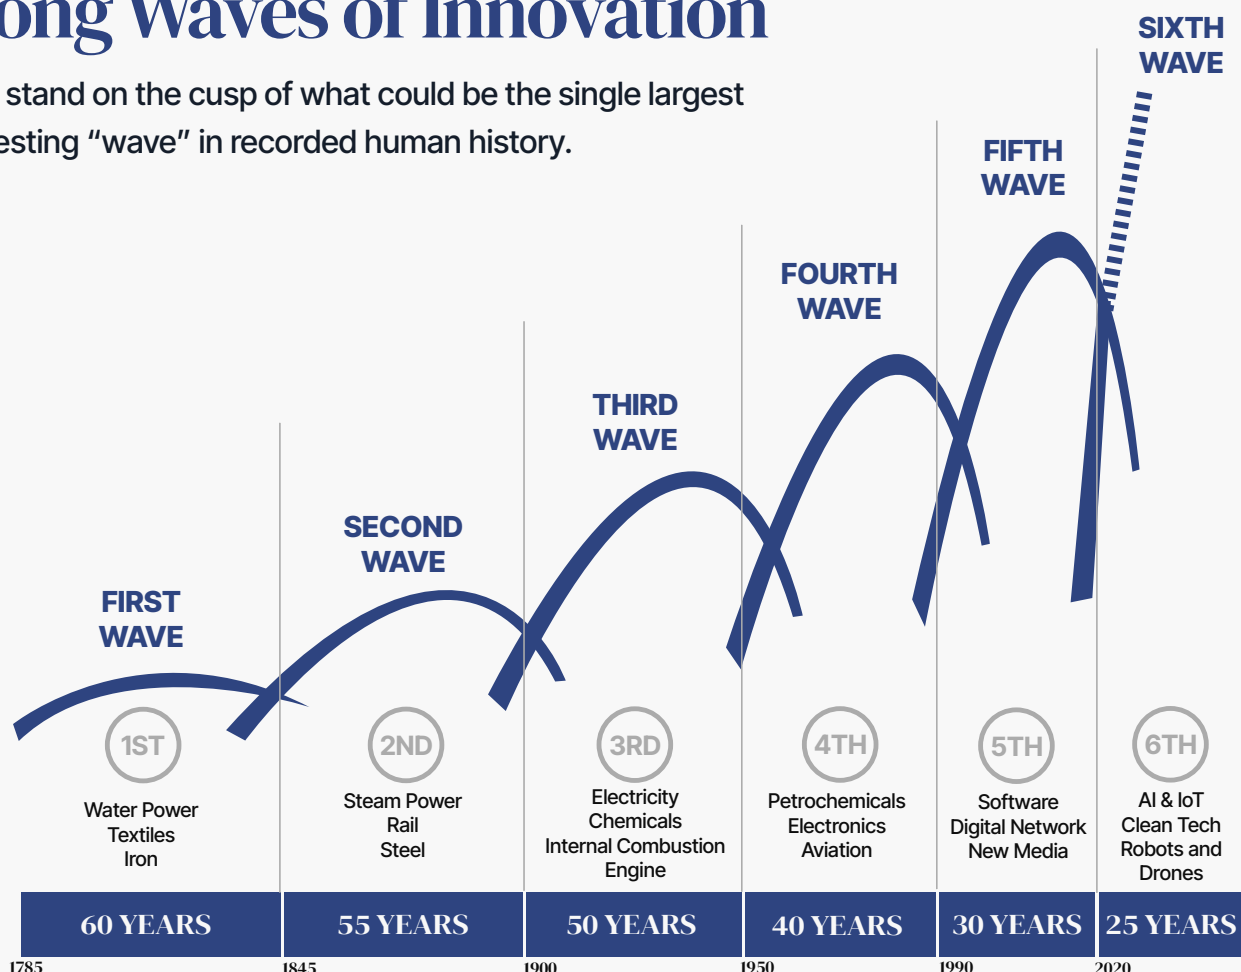 ong Waves of Innovation
stand on the cusp of what could be the single largest
esting “wave” in recorded human history.
SIXTH
WAVE
FIFTH
WAVE
FOURTH
WAVE
THIRD
WAVE
SECOND
WAVE
FIRST
WAVE
1ST
2ND
3RD
4TH
5TH
6TH
Water Power
Textiles
Iron
Steam Power
Rail
Steel
Electricity
Chemicals
Internal Combustion
Engine
Petrochemicals
Electronics
Aviation
Software
Digital Network
New Media
AI & IoT
Clean Tech
Robots and
Drones
60 YEARS
55 YEARS
50 YEARS
40 YEARS
30 YEARS
25 YEARS
1785
1845
1900
1950
1990
2020